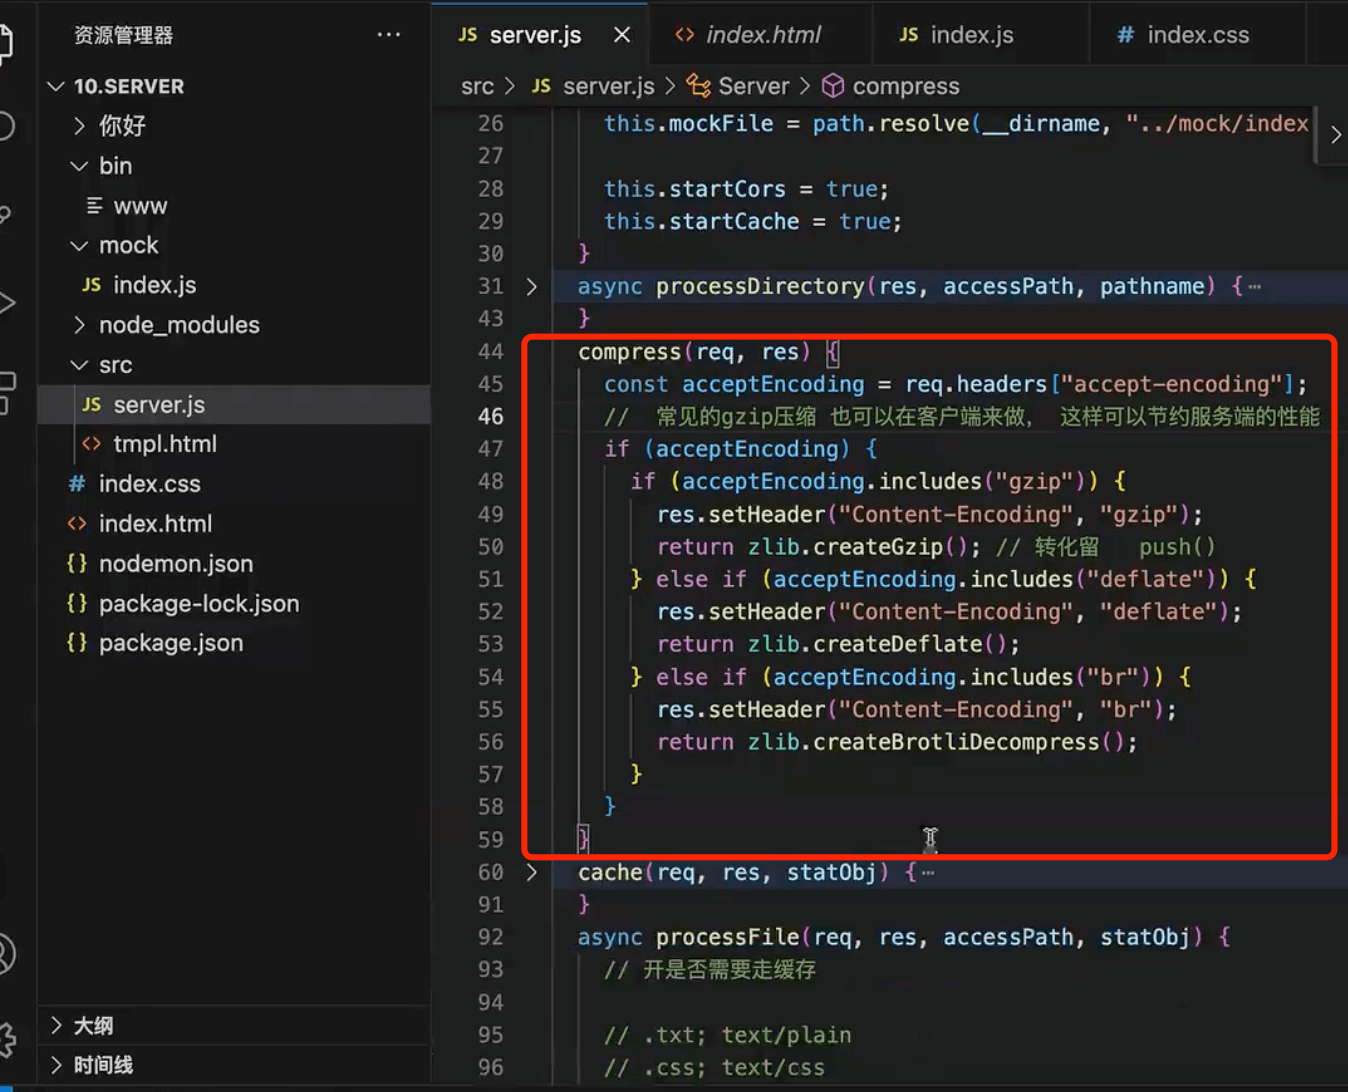 资源管理器 ···
10.SERVER
你好
bin
www
mock
JS index.js
node_modules
src
JS server.js
<> tmpl.html
# index.css
<> index.html
{} nodemon.json
{} package-lock.json
{} package.json
大纲
时间线
JS server.js × <> index.html JS index.js # index.css
src > JS server.js > Server > compress
26 this.mockFile = path.resolve(__dirname, "../mock/index
27
28 this.startCors = true;
29 this.startCache = true;
30 }
31 > async processDirectory(res, accessPath, pathname) {···
43 }
44 compress(req, res) {
45 const acceptEncoding = req.headers["accept-encoding"];
46 // 常见的gzip压缩 也可以在客户端来做， 这样可以节约服务端的性能
47 if (acceptEncoding) {
48 if (acceptEncoding.includes("gzip")) {
49 res.setHeader("Content-Encoding", "gzip");
50 return zlib.createGzip(); // 转化留 push()
51 } else if (acceptEncoding.includes("deflate")) {
52 res.setHeader("Content-Encoding", "deflate");
53 return zlib.createDeflate();
54 } else if (acceptEncoding.includes("br")) {
55 res.setHeader("Content-Encoding", "br");
56 return zlib.createBrotliDecompress();
57 }
58 }
59 }
60 > cache(req, res, statObj) {···
91 }
92 async processFile(req, res, accessPath, statObj) {
93 // 开是否需要走缓存
94
95 // .txt; text/plain
96 // .css; text/css